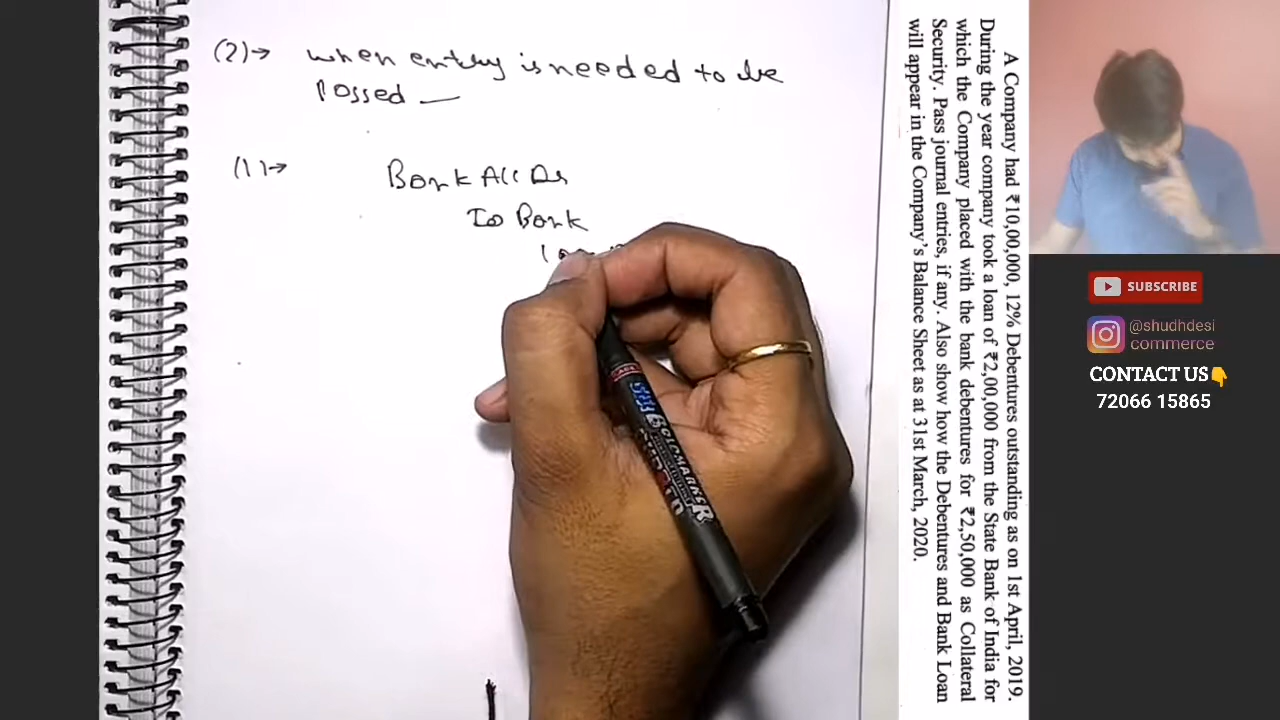 (2)→ when entry is needed to be
passed —
(1)→ Bank A/c Dr
To Bank
A Company had ₹10,00,000, 12% Debentures outstanding as on 1st April, 2019.
During the year company took a loan of ₹2,00,000 from the State Bank of India for
which the Company placed with the bank debentures for ₹2,50,000 as Collateral
Security. Pass journal entries, if any. Also show how the Debentures and Bank Loan
will appear in the Company's Balance Sheet as at 31st March, 2020.
SUBSCRIBE
@shudhdesi
commerce
CONTACT US👇
72066 15865
BOLDMARKER